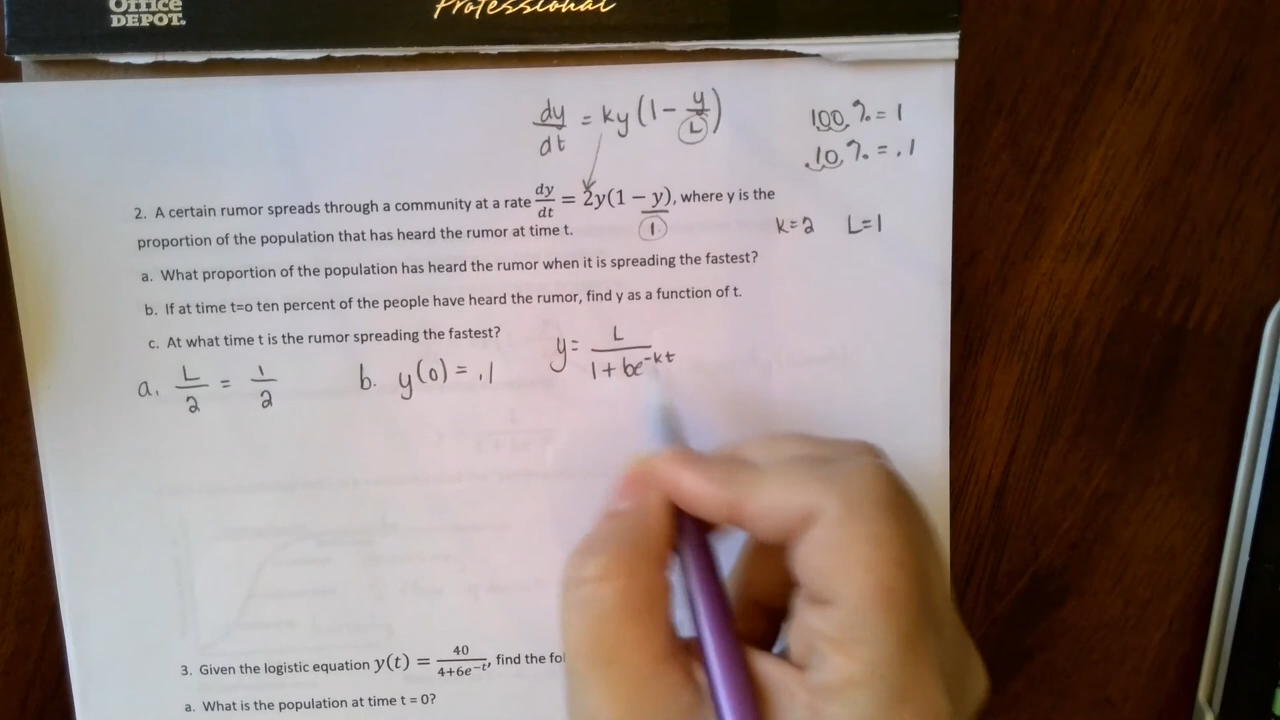 Office
DEPOT.
Professional
dy/dt = ky(1 - y/L)
100% = 1
.10% = .1
2. A certain rumor spreads through a community at a rate dy/dt = 2y(1 − y), where y is the
1
proportion of the population that has heard the rumor at time t.
k=2 L=1
a. What proportion of the population has heard the rumor when it is spreading the fastest?
b. If at time t=o ten percent of the people have heard the rumor, find y as a function of t.
c. At what time t is the rumor spreading the fastest?
a. L/2 = 1/2
b. y(0) = .1
y = L/(1 + be^-kt)
3. Given the logistic equation y(t) = 40/(4+6e^−t), find the fo
a. What is the population at time t = 0?